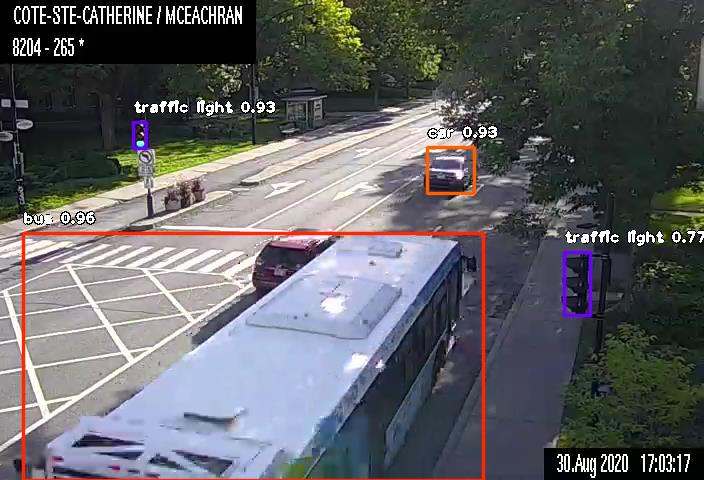 COTE-STE-CATHERINE / MCEACHRAN
8204 - 265 *
traffic light 0.93
car 0.93
bus 0.96
traffic light 0.77
30.Aug 2020 17:03:17